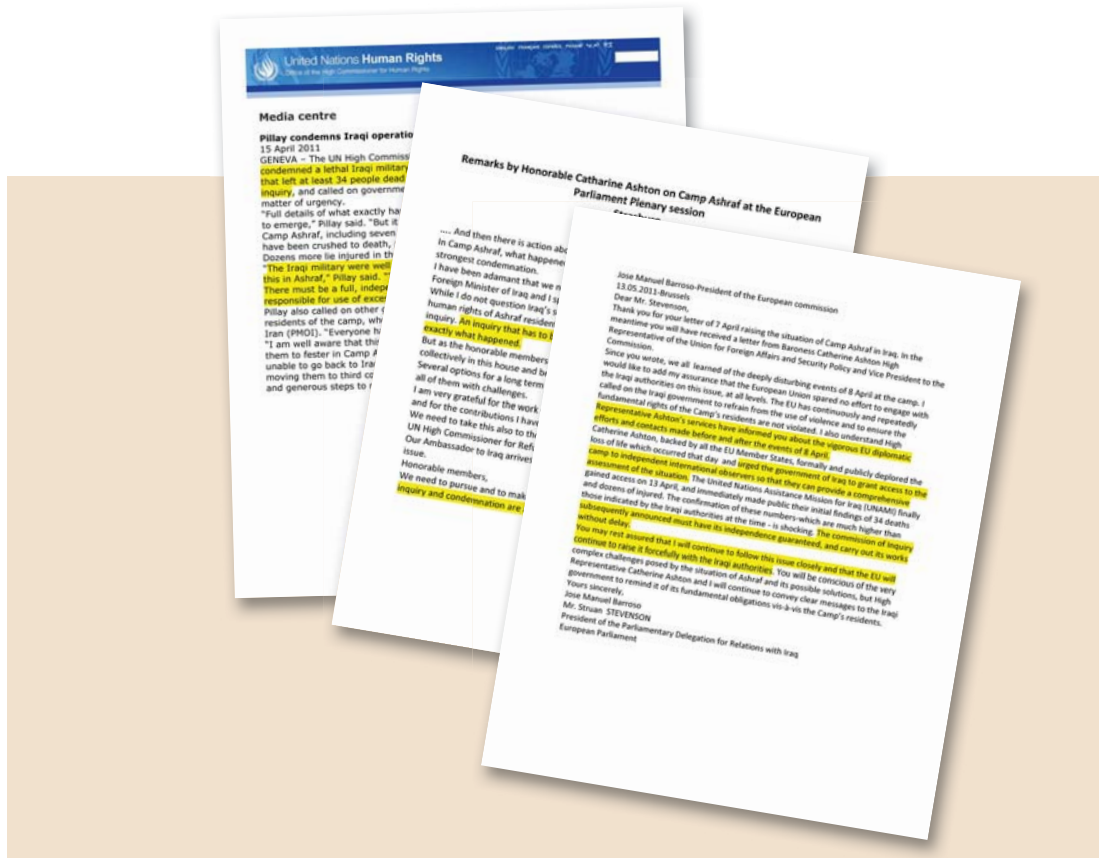 United Nations Human Rights
Office of the High Commissioner for Human Rights
Media centre
Pillay condemns Iraqi operatio
15 April 2011
GENEVA – The UN High Commiss
condemned a lethal Iraqi military
that left at least 34 people dead
inquiry, and called on governme
matter of urgency.
"Full details of what exactly ha
to emerge," Pillay said. "But it
Camp Ashraf, including seven
have been crushed to death,
Dozens more lie injured in th
"The Iraqi military were well
this in Ashraf," Pillay said. "
There must be a full, indepe
responsible for use of exces
Pillay also called on other
residents of the camp, wh
Iran (PMOI). "Everyone h
"I am well aware that this
them to fester in Camp A
unable to go back to Iran
moving them to third co
and generous steps to
Remarks by Honorable Catharine Ashton on Camp Ashraf at the European
Parliament Plenary session
.... And then there is action abo
In Camp Ashraf, what happene
strongest condemnation.
I have been adamant that we n
Foreign Minister of Iraq and I sp
While I do not question Iraq's s
human rights of Ashraf resident
inquiry. An inquiry that has to b
exactly what happened.
But as the honorable members
collectively in this house and be
Several options for a long term
all of them with challenges.
I am very grateful for the work
and for the contributions I have
We need to take this also to th
UN High Commissioner for Refu
Our Ambassador to Iraq arrives
issue.
Honorable members,
We need to pursue and to mak
inquiry and condemnation are
Jose Manuel Barroso-President of the European commission
13.05.2011-Brussels
Dear Mr. Stevenson,
Thank you for your letter of 7 April raising the situation of Camp Ashraf in Iraq. In the
meantime you will have received a letter from Baroness Catherine Ashton High
Representative of the Union for Foreign Affairs and Security Policy and Vice President to the
Commission.
Since you wrote, we all learned of the deeply disturbing events of 8 April at the camp. I
would like to add my assurance that the European Union spared no effort to engage with
the Iraqi authorities on this issue, at all levels. The EU has continuously and repeatedly
called on the Iraqi government to refrain from the use of violence and to ensure the
fundamental rights of the Camp's residents are not violated. I also understand High
Representative Ashton's services have informed you about the vigorous EU diplomatic
efforts and contacts made before and after the events of 8 April.
Catherine Ashton, backed by all the EU Member States, formally and publicly deplored the
loss of life which occurred that day and urged the government of Iraq to grant access to the
camp to independent international observers so that they can provide a comprehensive
assessment of the situation. The United Nations Assistance Mission for Iraq (UNAMI) finally
gained access on 13 April, and immediately made public their initial findings of 34 deaths
and dozens of injured. The confirmation of these numbers-which are much higher than
those indicated by the Iraqi authorities at the time - is shocking. The commission of inquiry
subsequently announced must have its independence guaranteed, and carry out its works
without delay.
You may rest assured that I will continue to follow this issue closely and that the EU will
continue to raise it forcefully with the Iraqi authorities. You will be conscious of the very
complex challenges posed by the situation of Ashraf and its possible solutions, but High
Representative Catherine Ashton and I will continue to convey clear messages to the Iraqi
government to remind it of its fundamental obligations vis-à-vis the Camp's residents.
Yours sincerely,
Jose Manuel Barroso
Mr. Struan STEVENSON
President of the Parliamentary Delegation for Relations with Iraq
European Parliament